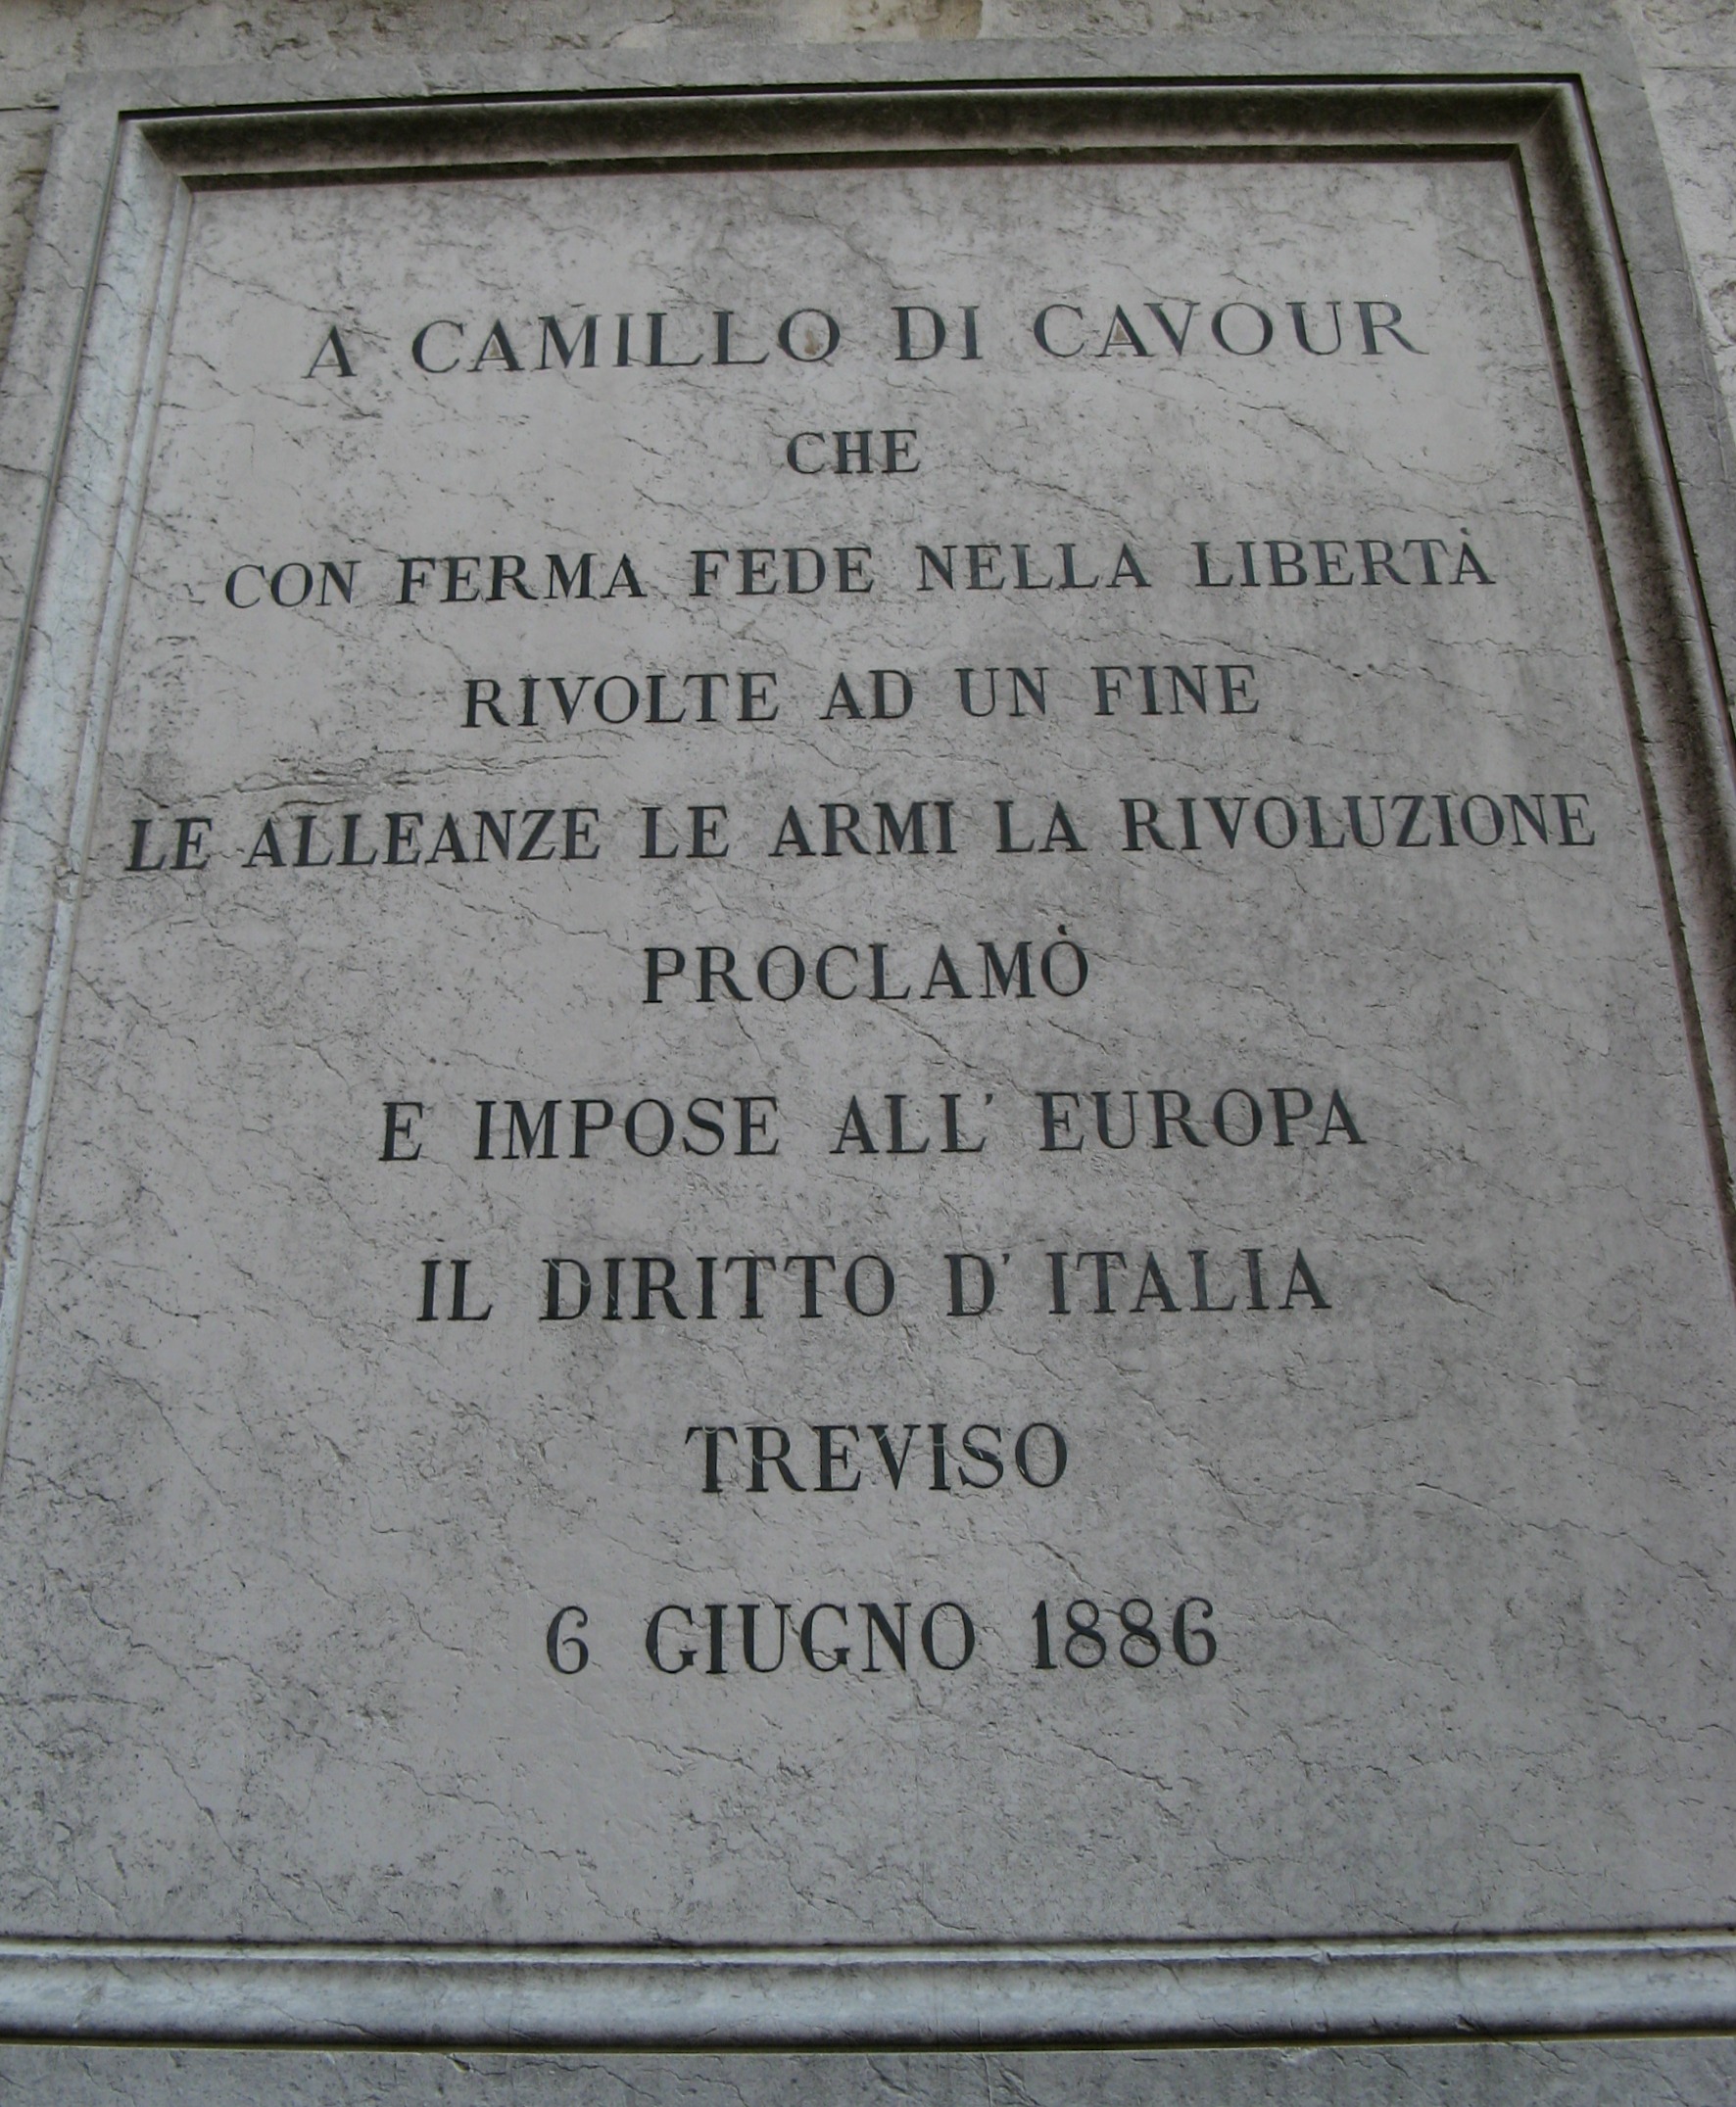 A CAMILLO DI CAVOUR
CHE
CON FERMA FEDE NELLA LIBERTÀ
RIVOLTE AD UN FINE
LE ALLEANZE LE ARMI LA RIVOLUZIONE
PROCLAMÒ
E IMPOSE ALL' EUROPA
IL DIRITTO D' ITALIA
TREVISO
6 GIUGNO 1886